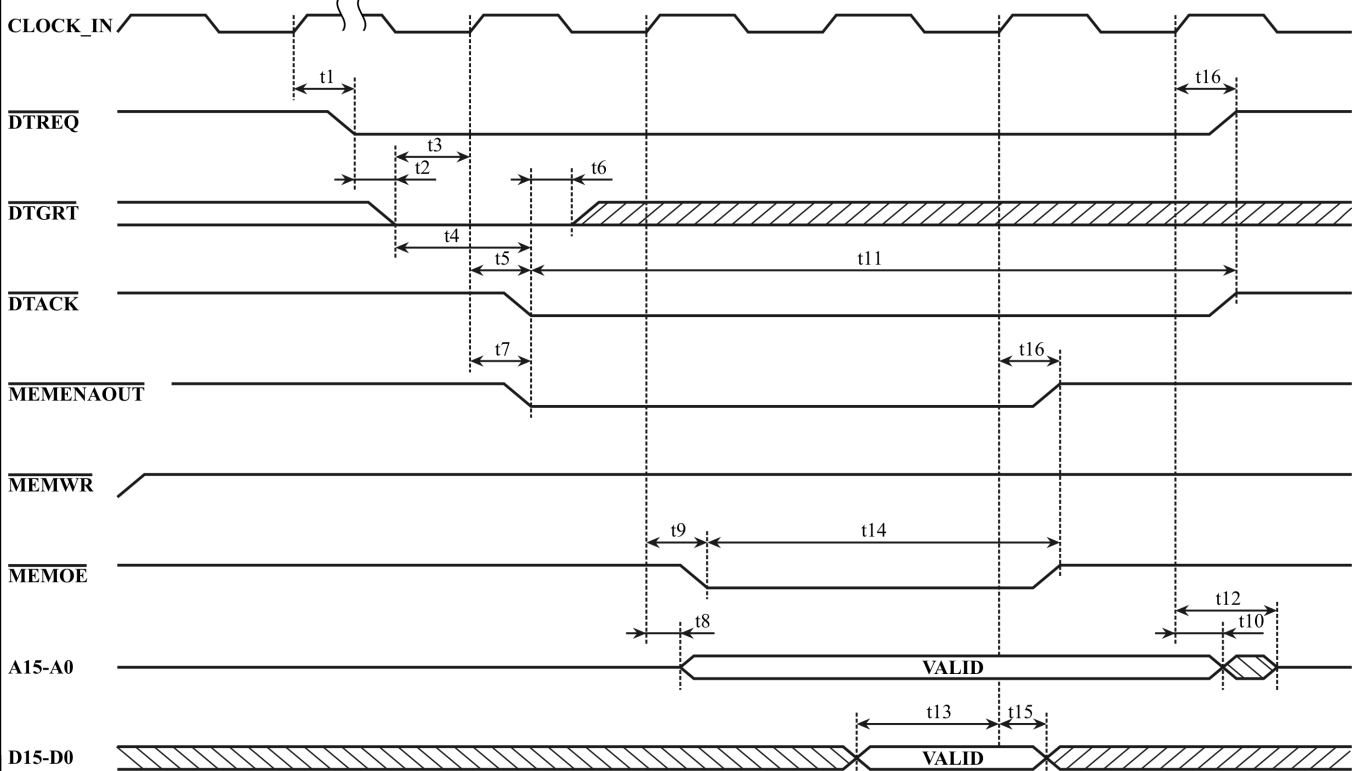 CLOCK_IN
t1
t16
DTREQ
t3
t2
t6
DTGRT
t4
t5
t11
DTACK
t7
t16
MEMENAOUT
MEMWR
t9
t14
MEMOE
t12
t8
t10
A15-A0
VALID
t13
t15
D15-D0
VALID